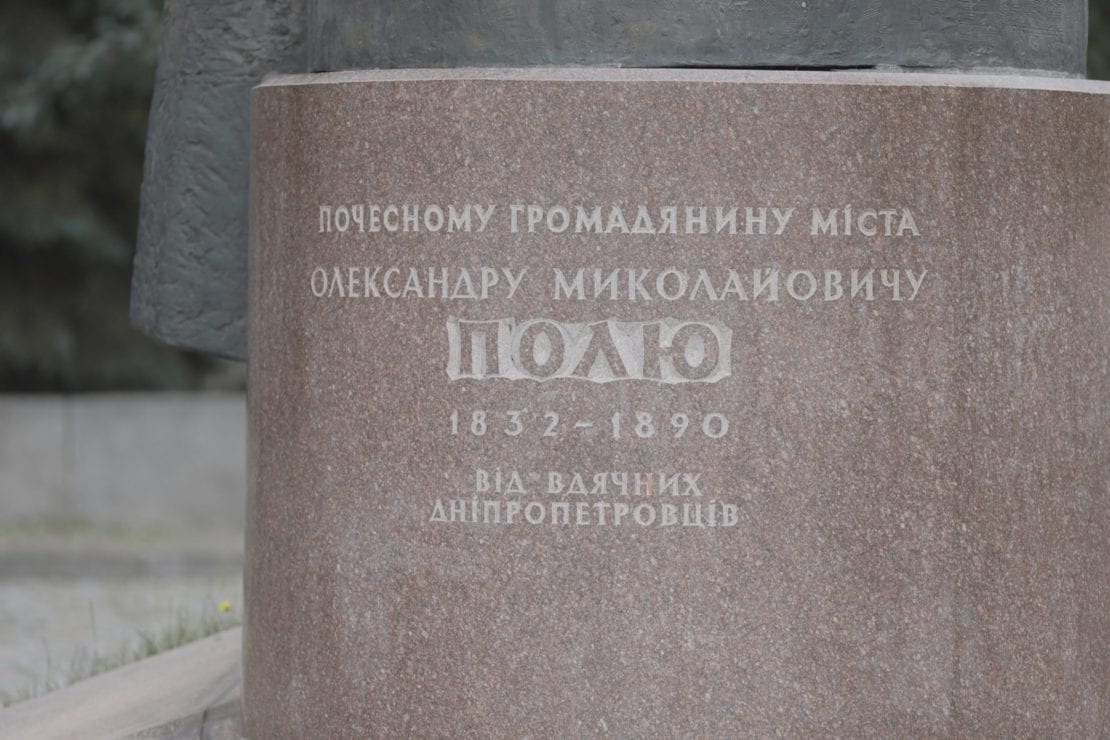 ПОЧЕСНОМУ ГРОМАДЯНИНУ МІСТА
ОЛЕКСАНДРУ МИКОЛАЙОВИЧУ
ПОЛЮ
1832-1890
ВІД ВДЯЧНИХ
ДНІПРОПЕТРОВЦІВ